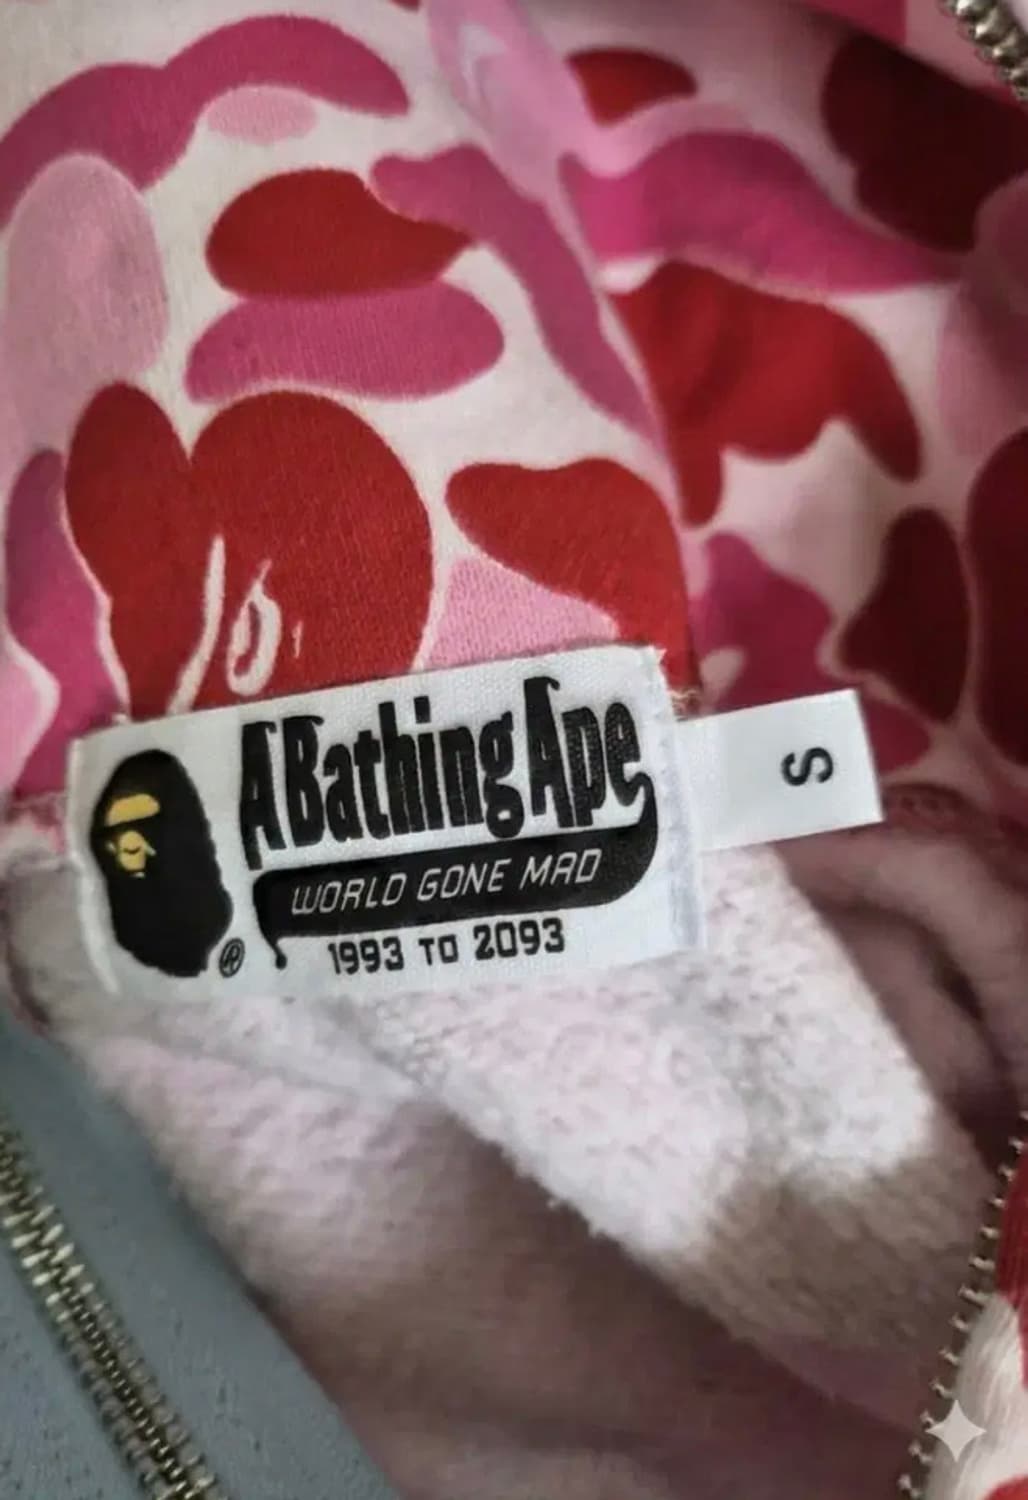 A Bathing Ape
WORLD GONE MAD
1993 TO 2093
®
S